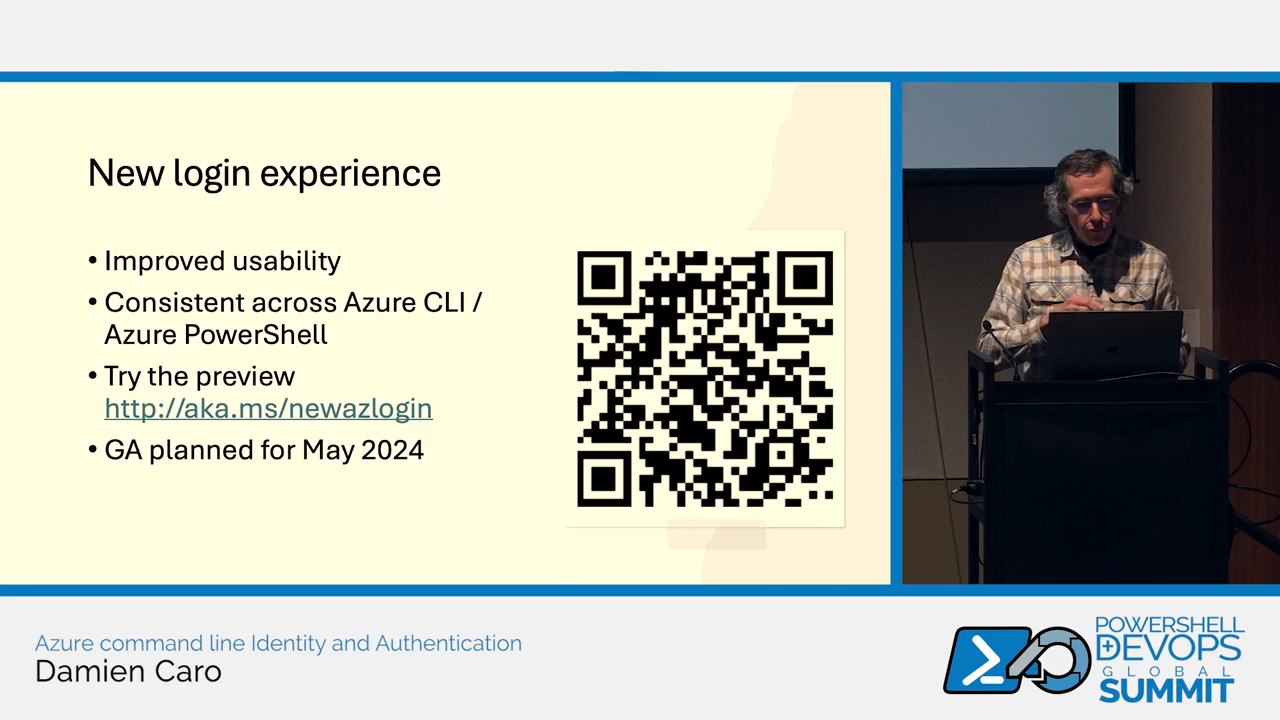 New login experience
• Improved usability
• Consistent across Azure CLI /
Azure PowerShell
• Try the preview
http://aka.ms/newazlogin
• GA planned for May 2024
Azure command line Identity and Authentication
Damien Caro
POWERSHELL
DEVOPS
GLOBAL
SUMMIT